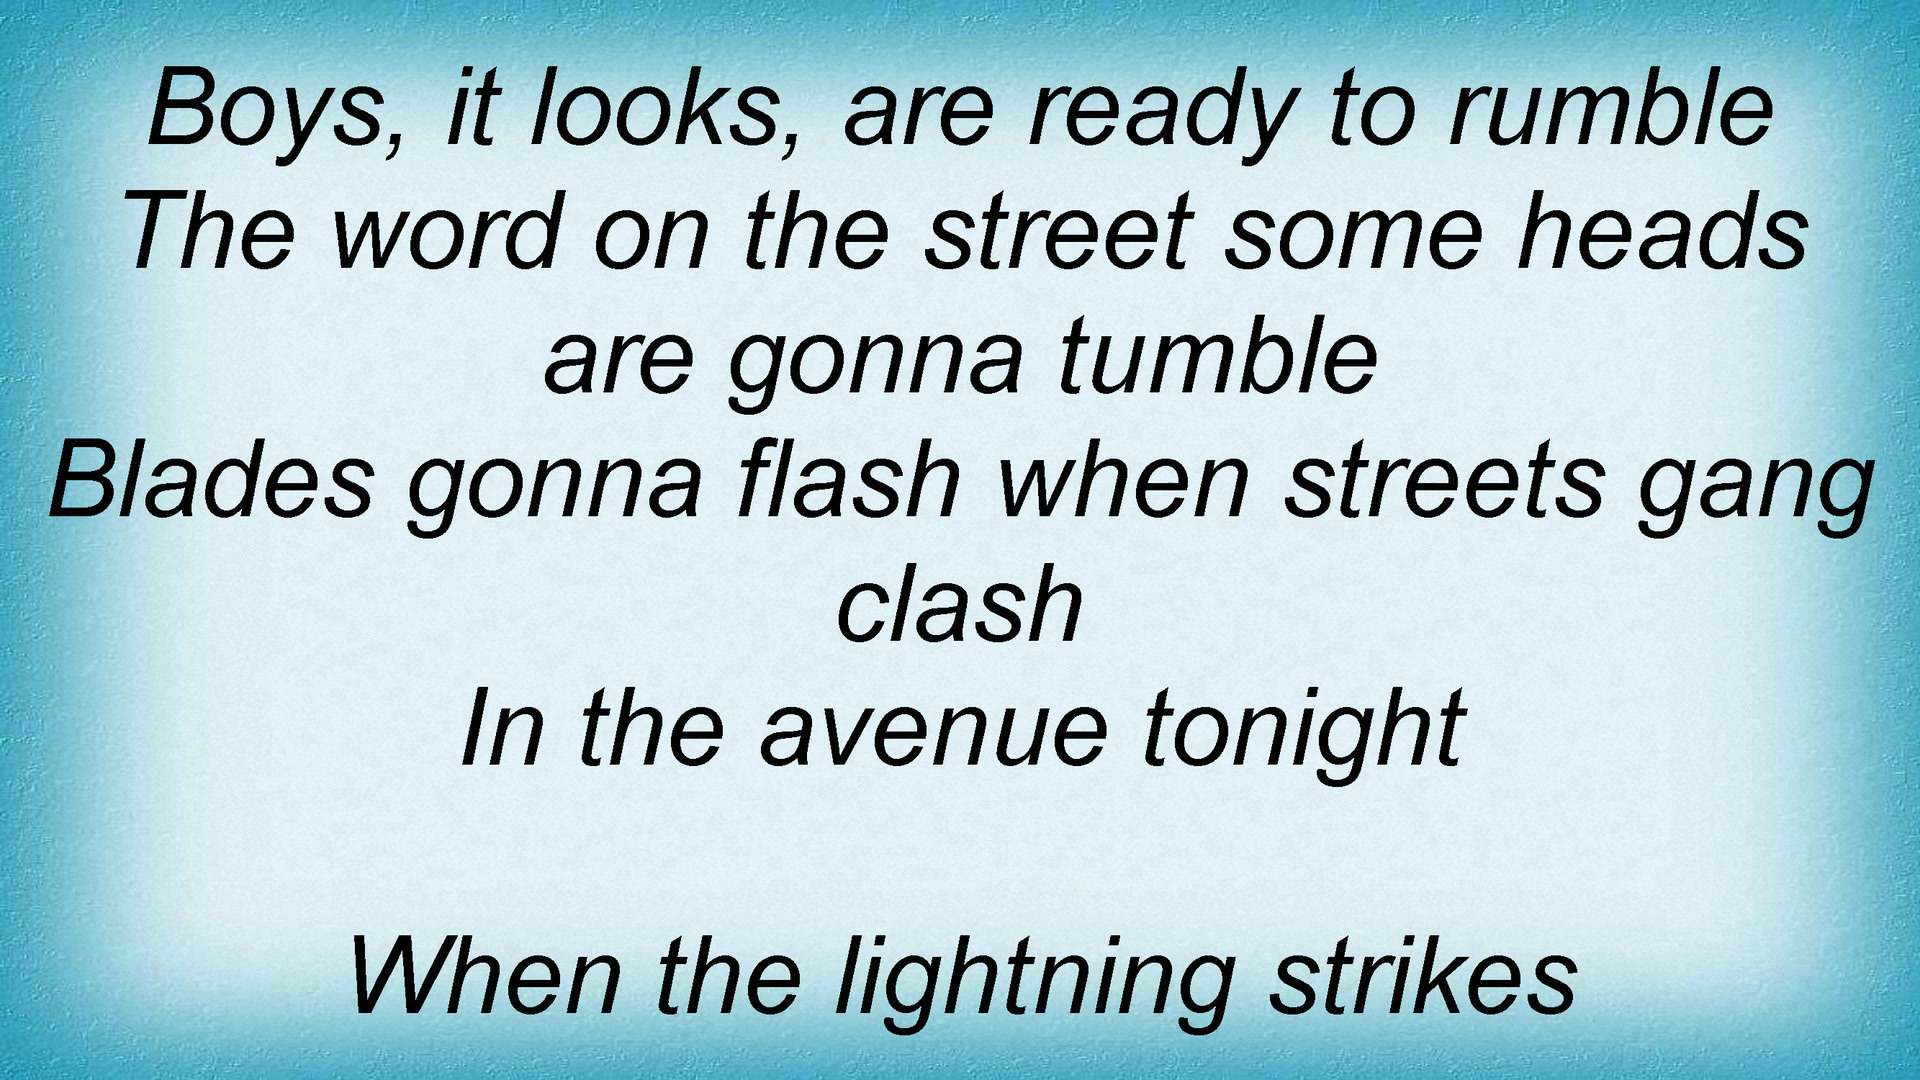 Boys, it looks, are ready to rumble
The word on the street some heads
are gonna tumble
Blades gonna flash when streets gang
clash
In the avenue tonight
When the lightning strikes